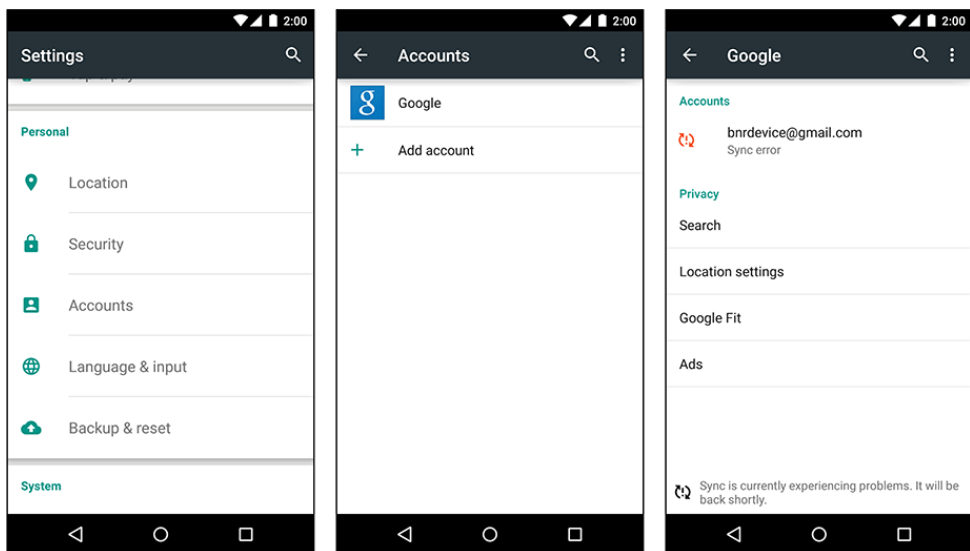 2:00
Settings
Personal
Location
Security
Accounts
Language & input
Backup & reset
System
2:00
Accounts
g
Google
Add account
2:00
Google
Accounts
bnrdevice@gmail.com
Sync error
Privacy
Search
Location settings
Google Fit
Ads
Sync is currently experiencing problems. It will be
back shortly.